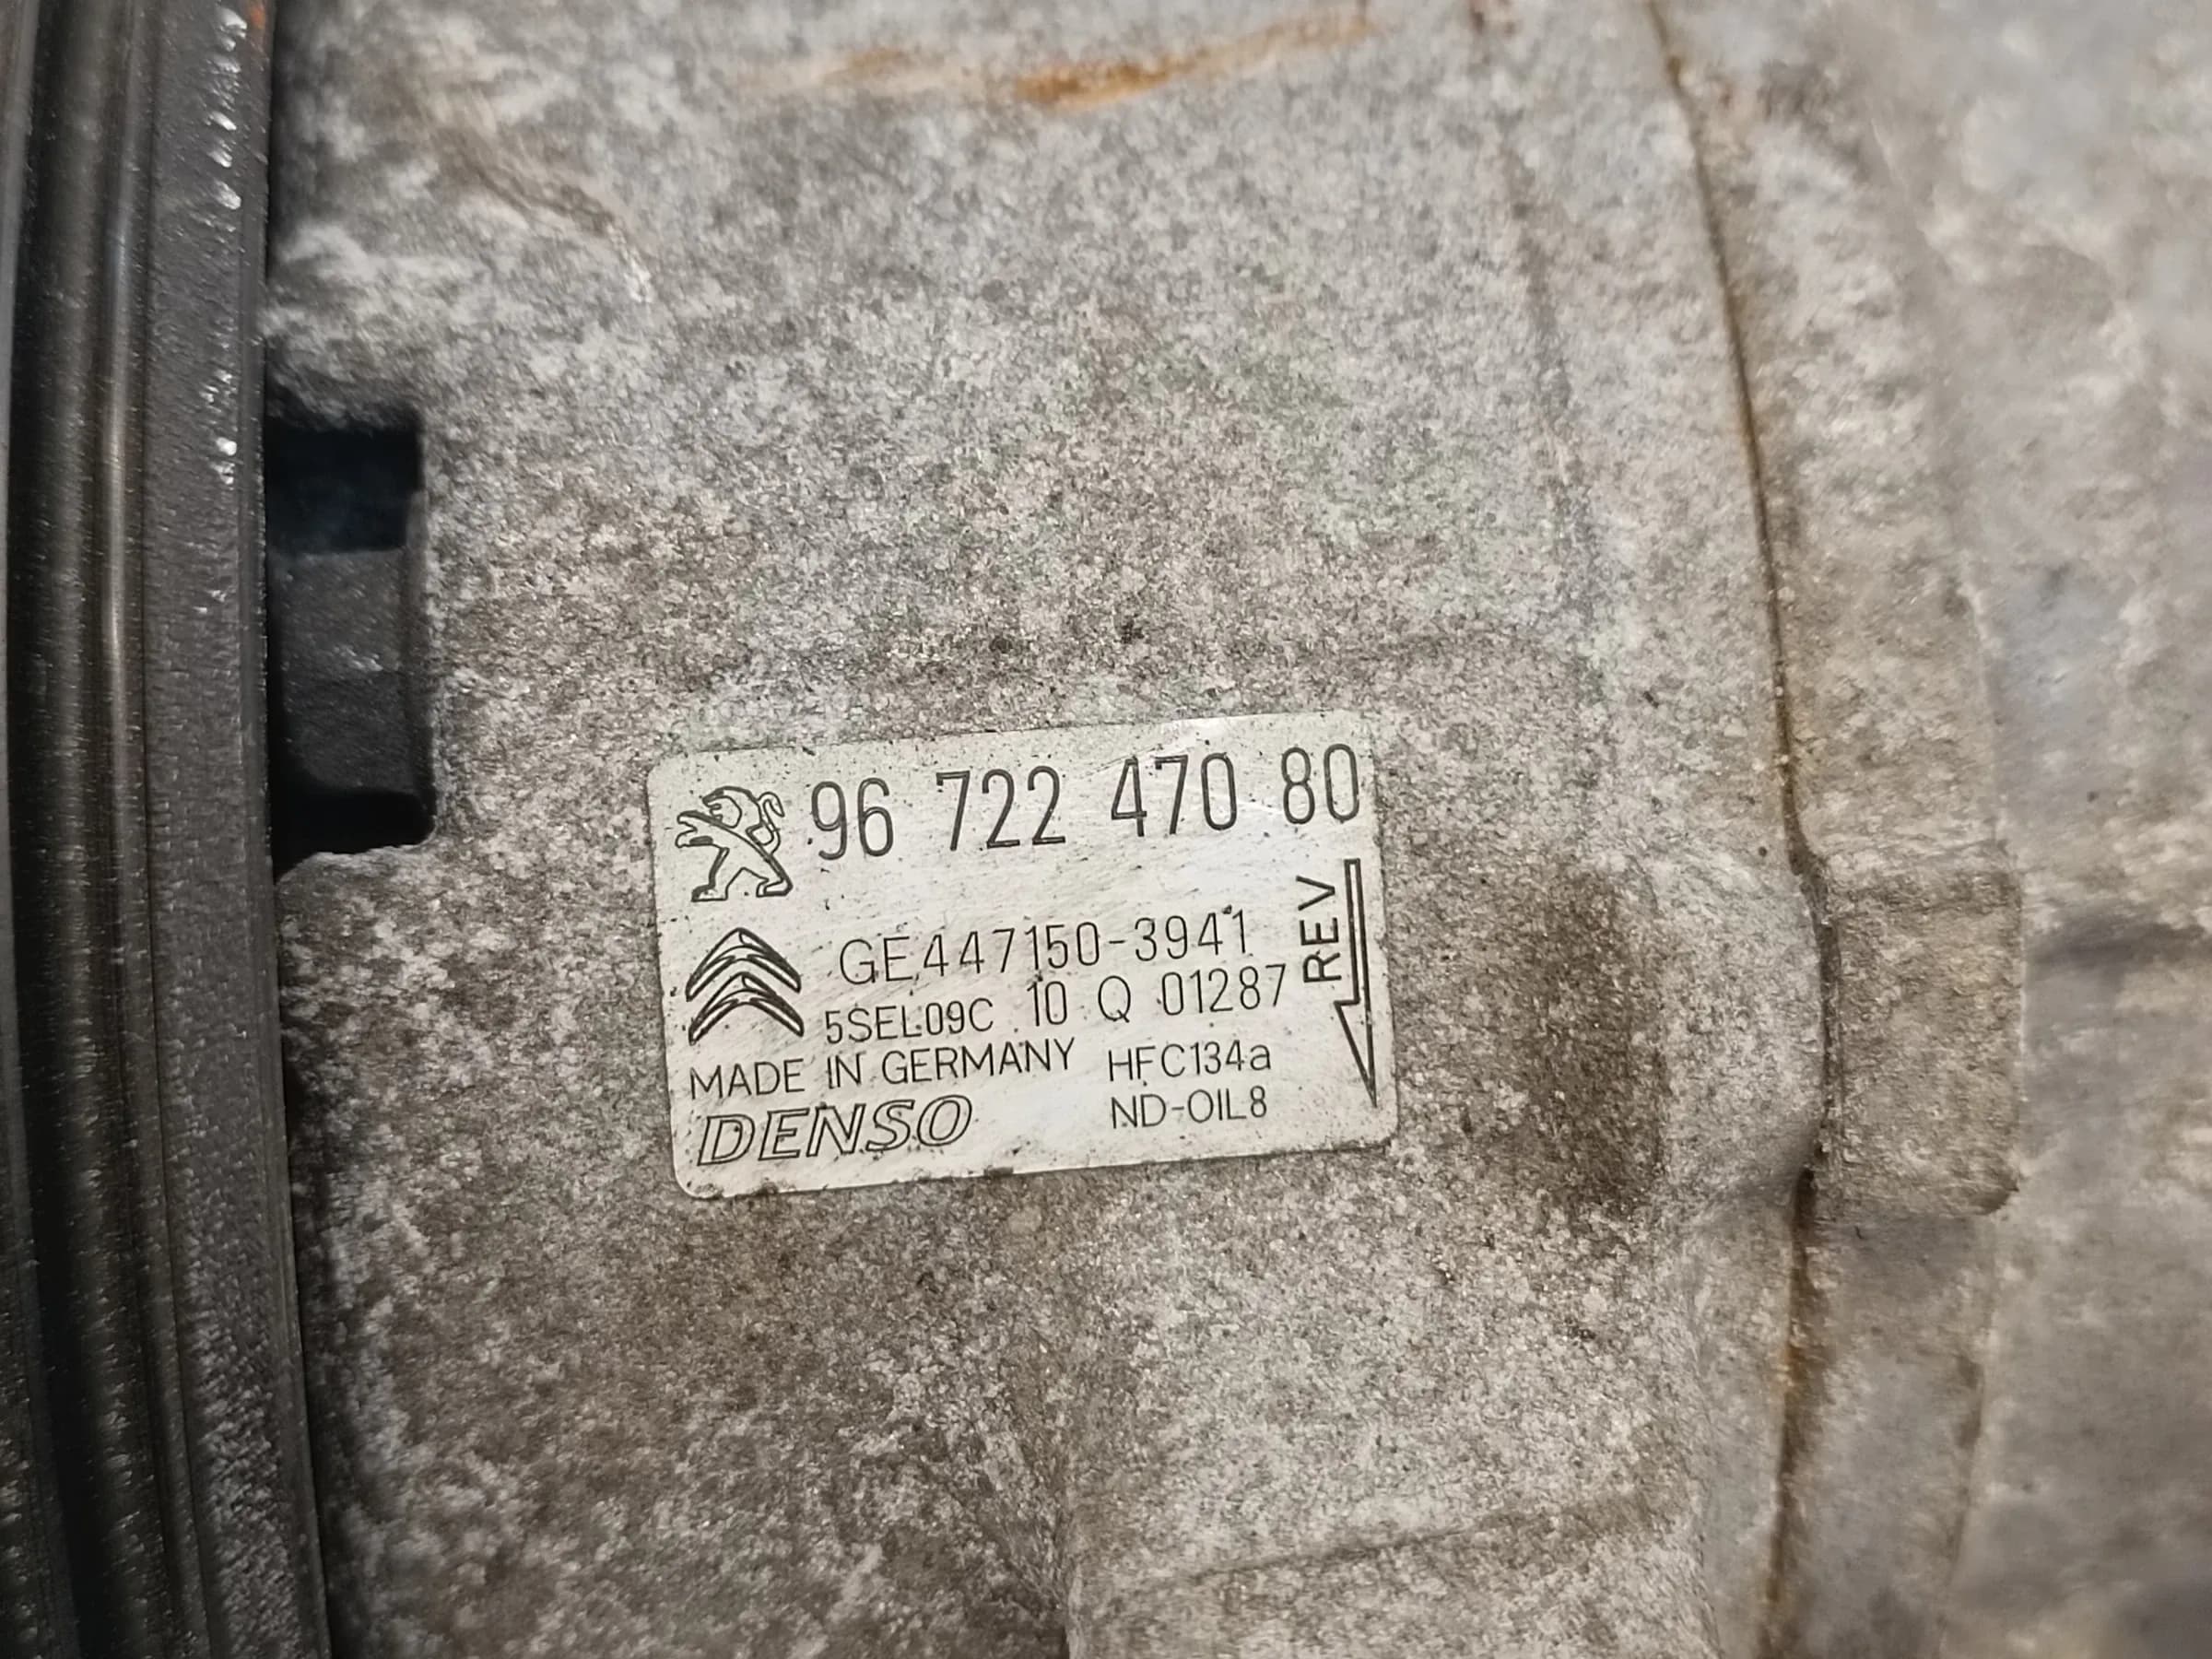 96 722 470 80
GE447150-3941
5SEL09C 10 Q 01287
REV
MADE IN GERMANY HFC134a
DENSO ND-OIL8